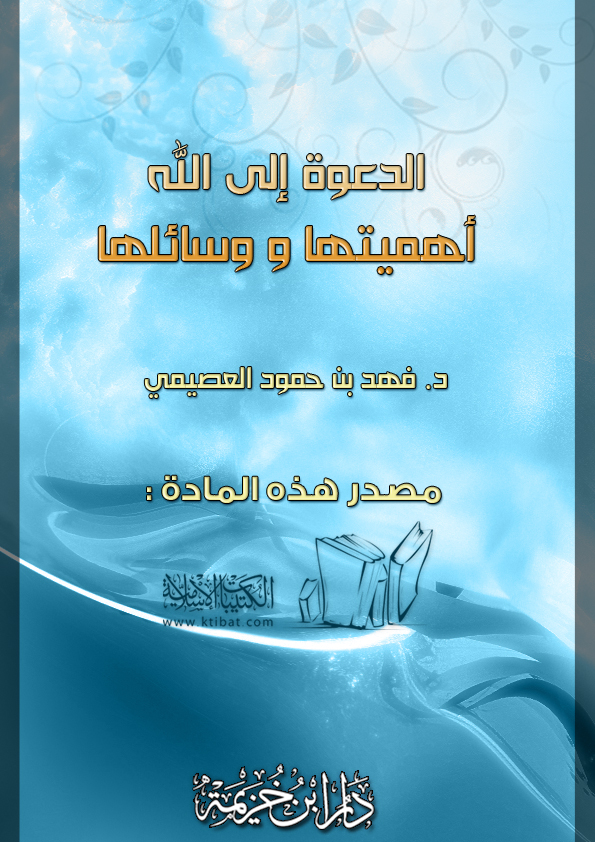 الدعوة إلى الله
أهميتها و وسائلها
د. فهد بن حمود العصيمي
مصدر هذه المادة :
الكتيبات الإسلامية
www.ktibat.com
دار ابن خزيمة